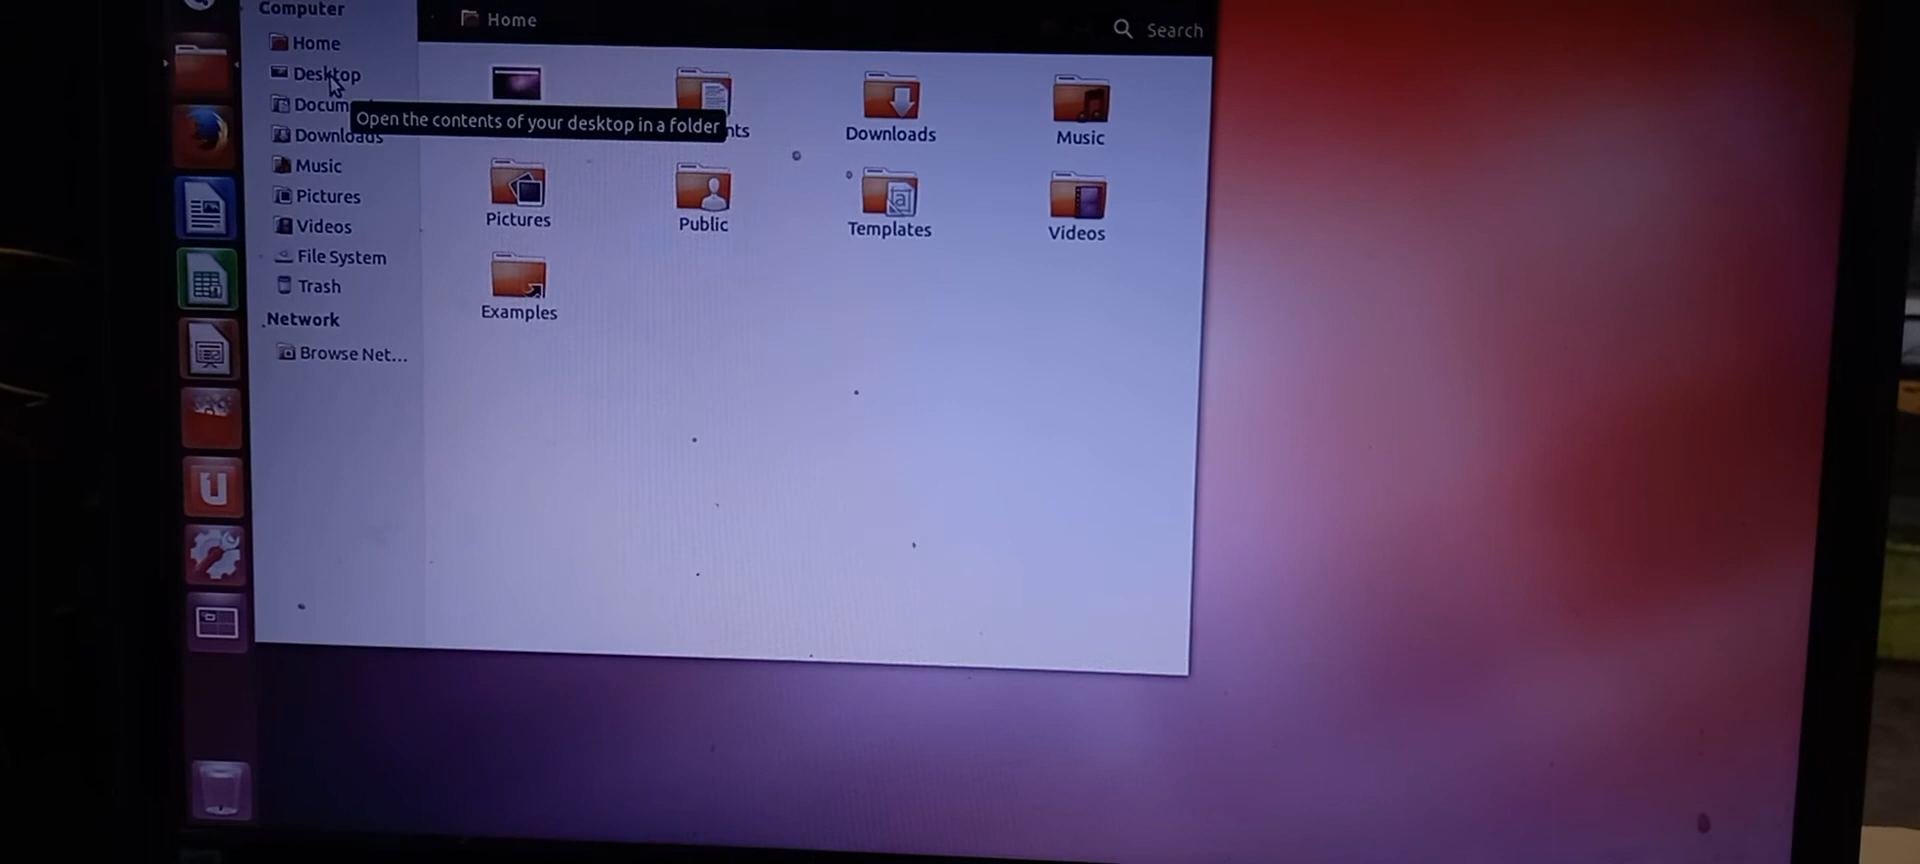 Computer
Home
Desktop
Docum
Downloads
Music
Pictures
Videos
File System
Trash
Network
Browse Net...
Home
Search
Open the contents of your desktop in a folder
nts
Downloads
Music
Pictures
Public
Templates
Videos
Examples